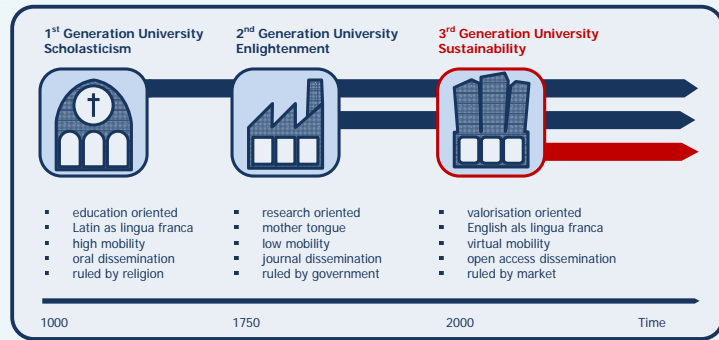 1st Generation University
Scholasticism
2nd Generation University
Enlightenment
3rd Generation University
Sustainability
▪ education oriented
▪ Latin as lingua franca
▪ high mobility
▪ oral dissemination
▪ ruled by religion
▪ research oriented
▪ mother tongue
▪ low mobility
▪ journal dissemination
▪ ruled by government
▪ valorisation oriented
▪ English als lingua franca
▪ virtual mobility
▪ open access dissemination
▪ ruled by market
1000
1750
2000
Time